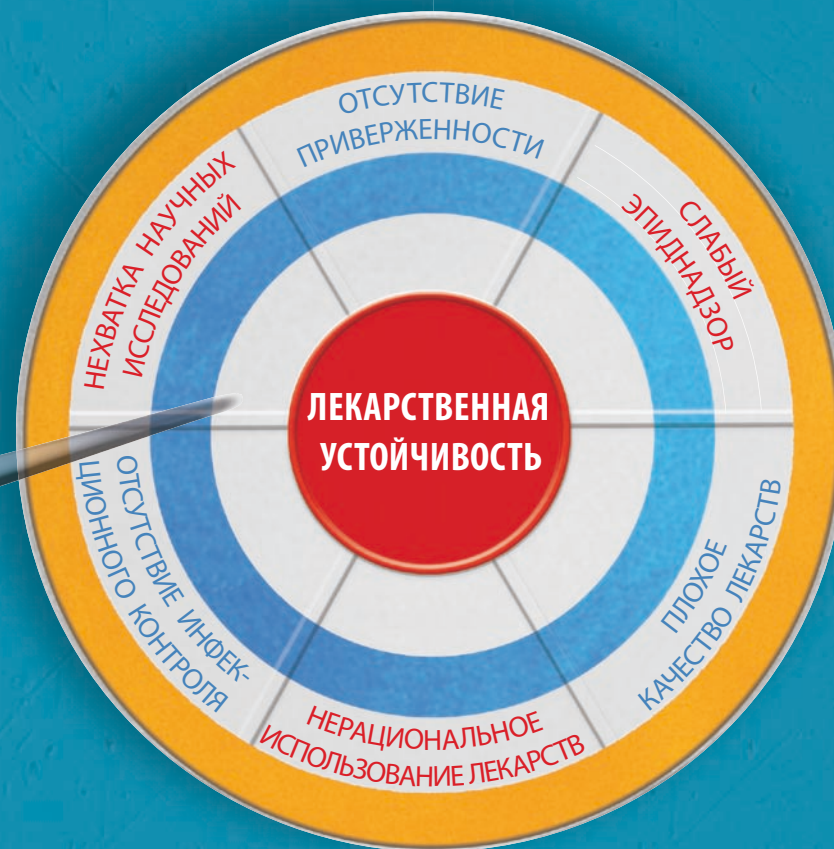 ОТСУТСТВИЕ
ПРИВЕРЖЕННОСТИ
СЛАБЫЙ
ЭПИДНАДЗОР
ПЛОХОЕ
КАЧЕСТВО ЛЕКАРСТВ
НЕРАЦИОНАЛЬНОЕ
ИСПОЛЬЗОВАНИЕ ЛЕКАРСТВ
ОТСУТСТВИЕ ИНФЕК-
ЦИОННОГО КОНТРОЛЯ
НЕХВАТКА НАУЧНЫХ
ИССЛЕДОВАНИЙ
ЛЕКАРСТВЕННАЯ
УСТОЙЧИВОСТЬ